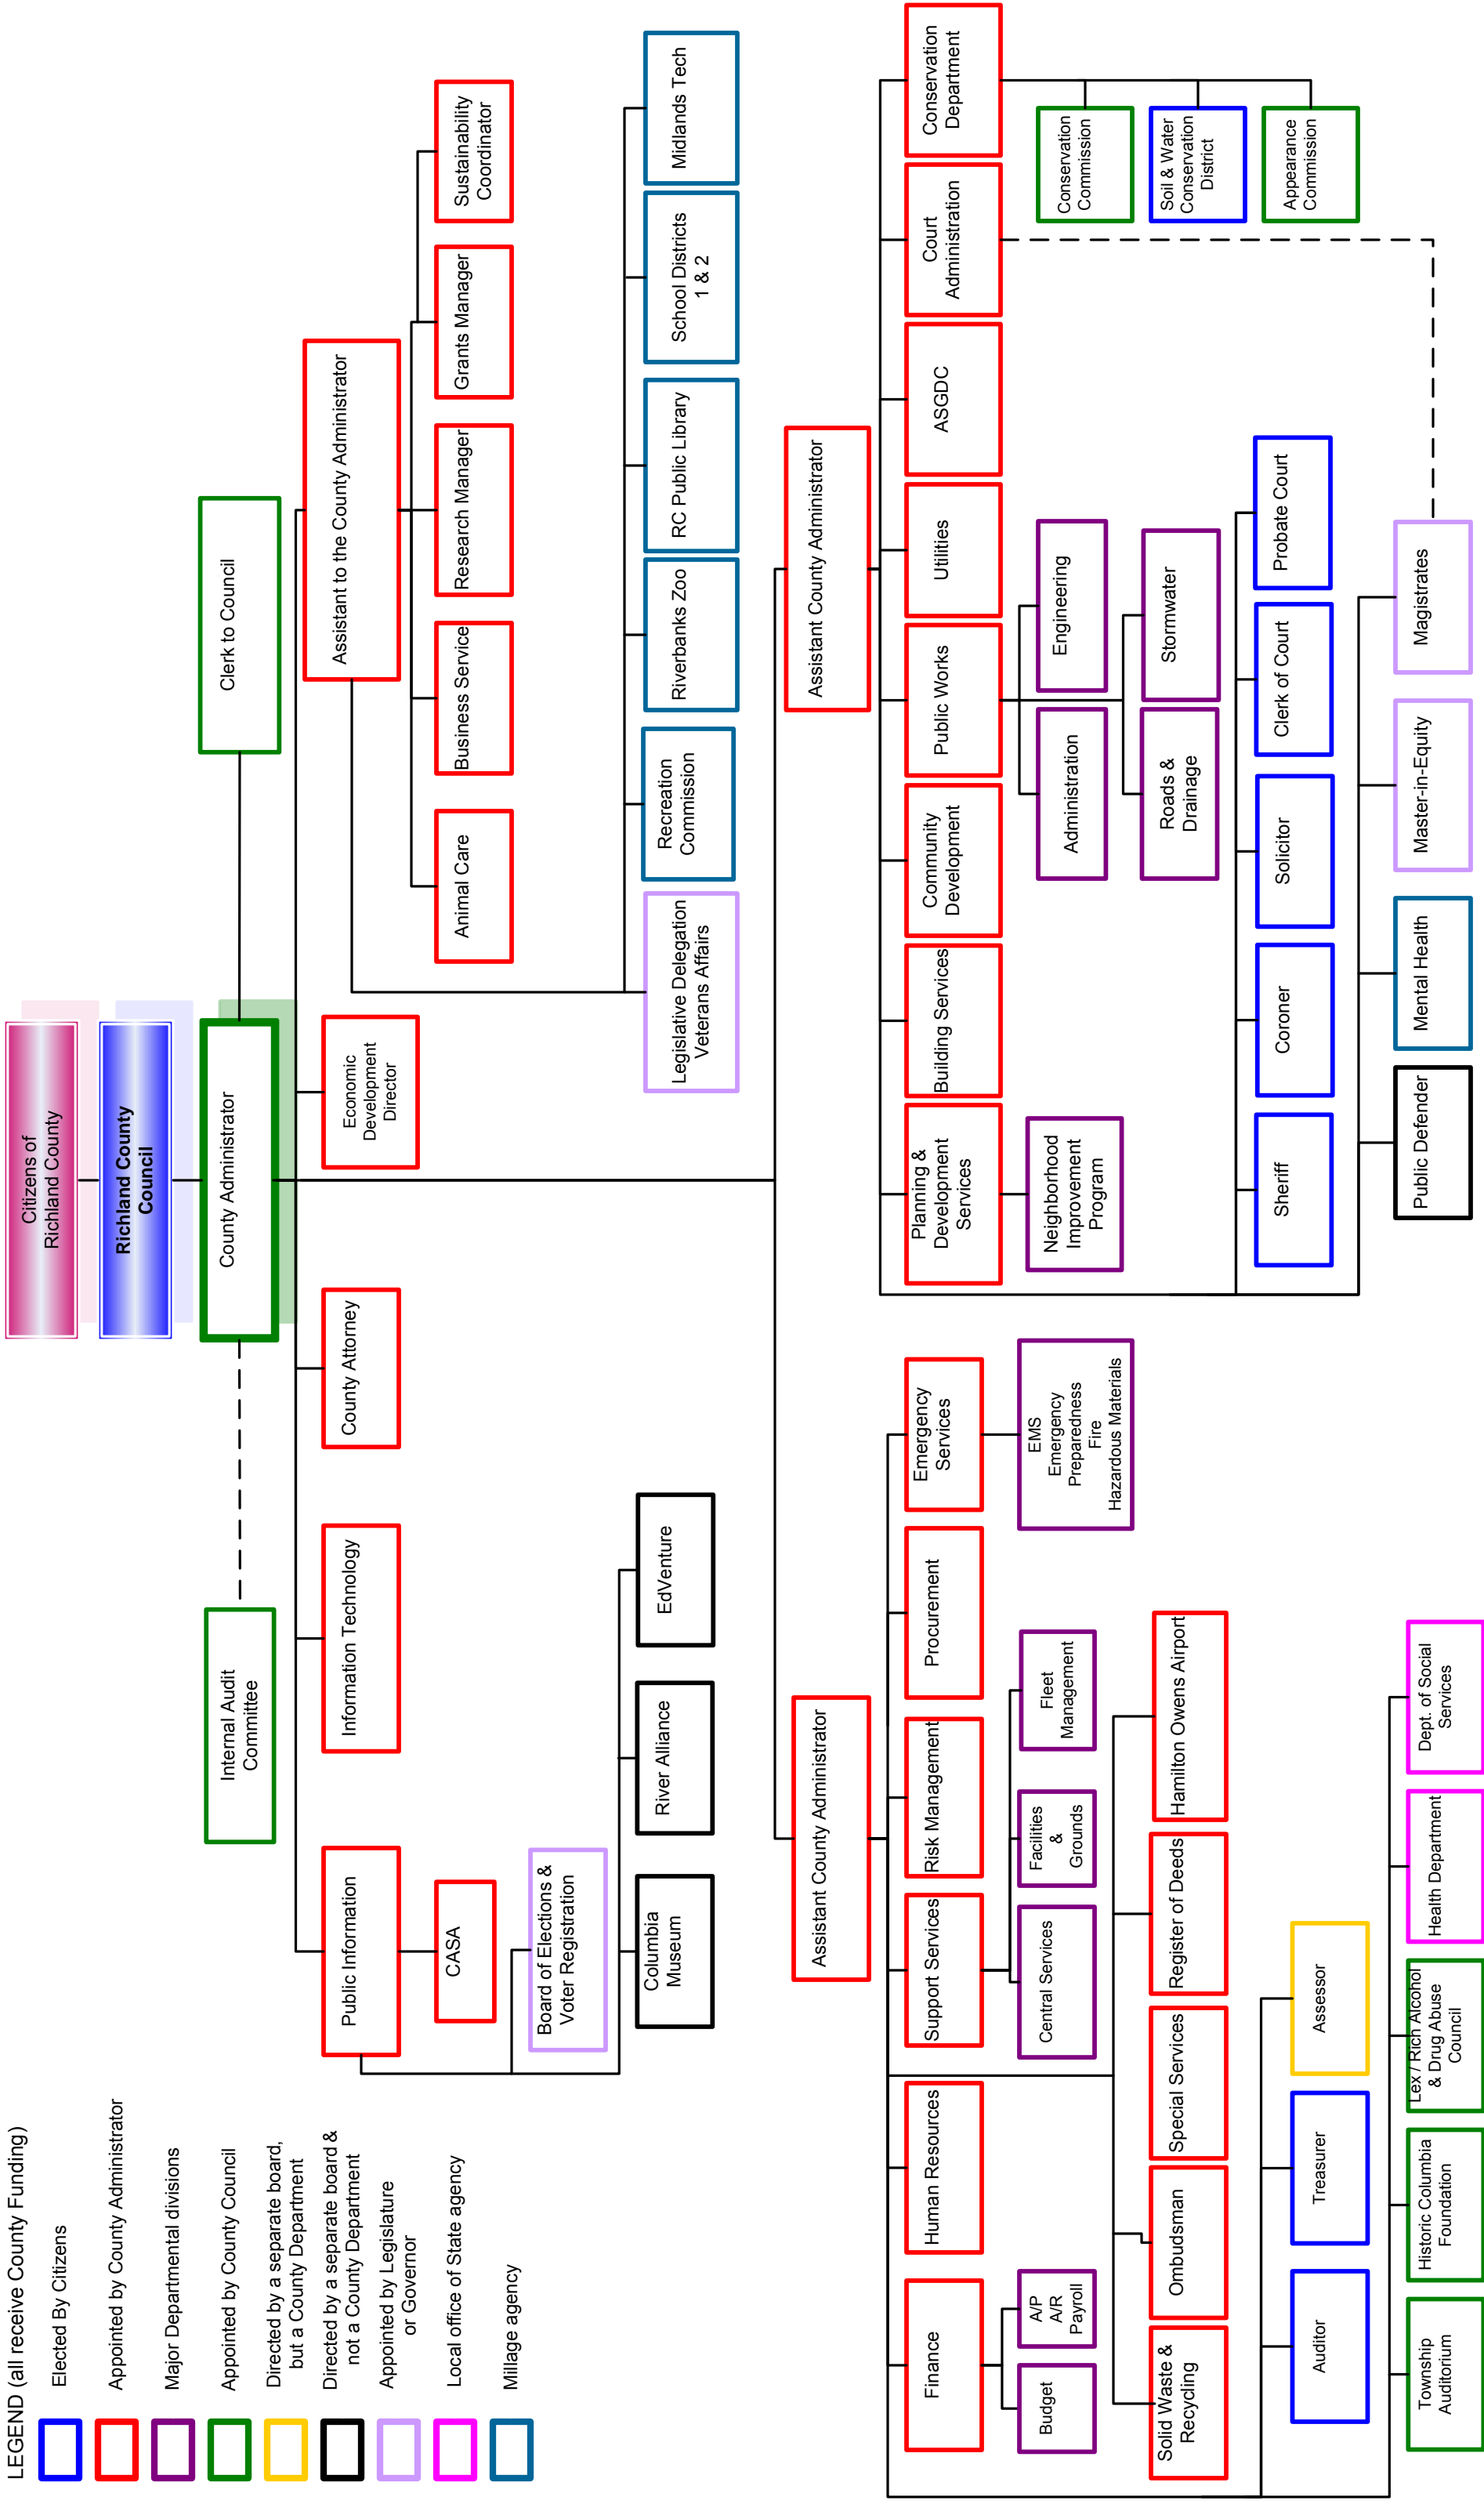 Citizens of
Richland County
Richland County
Council
County Administrator
Clerk to Council
Internal Audit
Committee
LEGEND (all receive County Funding)
Elected By Citizens
Appointed by County Administrator
Major Departmental divisions
Appointed by County Council
Directed by a separate board,
but a County Department
Directed by a separate board &
not a County Department
Appointed by Legislature
or Governor
Local office of State agency
Millage agency
Public Information
Information Technology
County Attorney
Economic
Development
Director
Assistant to the County Administrator
CASA
Board of Elections &
Voter Registration
Columbia
Museum
River Alliance
EdVenture
Animal Care
Business Service
Research Manager
Grants Manager
Sustainability
Coordinator
Legislative Delegation
Veterans Affairs
Recreation
Commission
Riverbanks Zoo
RC Public Library
School Districts
1 & 2
Midlands Tech
Assistant County Administrator
Finance
Human Resources
Support Services
Risk Management
Procurement
Emergency
Services
Budget
A/P
A/R
Payroll
Central Services
Facilities
&
Grounds
Fleet
Management
EMS
Emergency
Preparedness
Fire
Hazardous Materials
Solid Waste &
Recycling
Ombudsman
Special Services
Register of Deeds
Hamilton Owens Airport
Auditor
Treasurer
Assessor
Township
Auditorium
Historic Columbia
Foundation
Lex / Rich Alcohol
& Drug Abuse
Council
Health Department
Dept. of Social
Services
Assistant County Administrator
Planning &
Development
Services
Building Services
Community
Development
Public Works
Utilities
ASGDC
Court
Administration
Conservation
Department
Neighborhood
Improvement
Program
Administration
Engineering
Roads &
Drainage
Stormwater
Conservation
Commission
Soil & Water
Conservation
District
Appearance
Commission
Sheriff
Coroner
Solicitor
Clerk of Court
Probate Court
Public Defender
Mental Health
Master-in-Equity
Magistrates